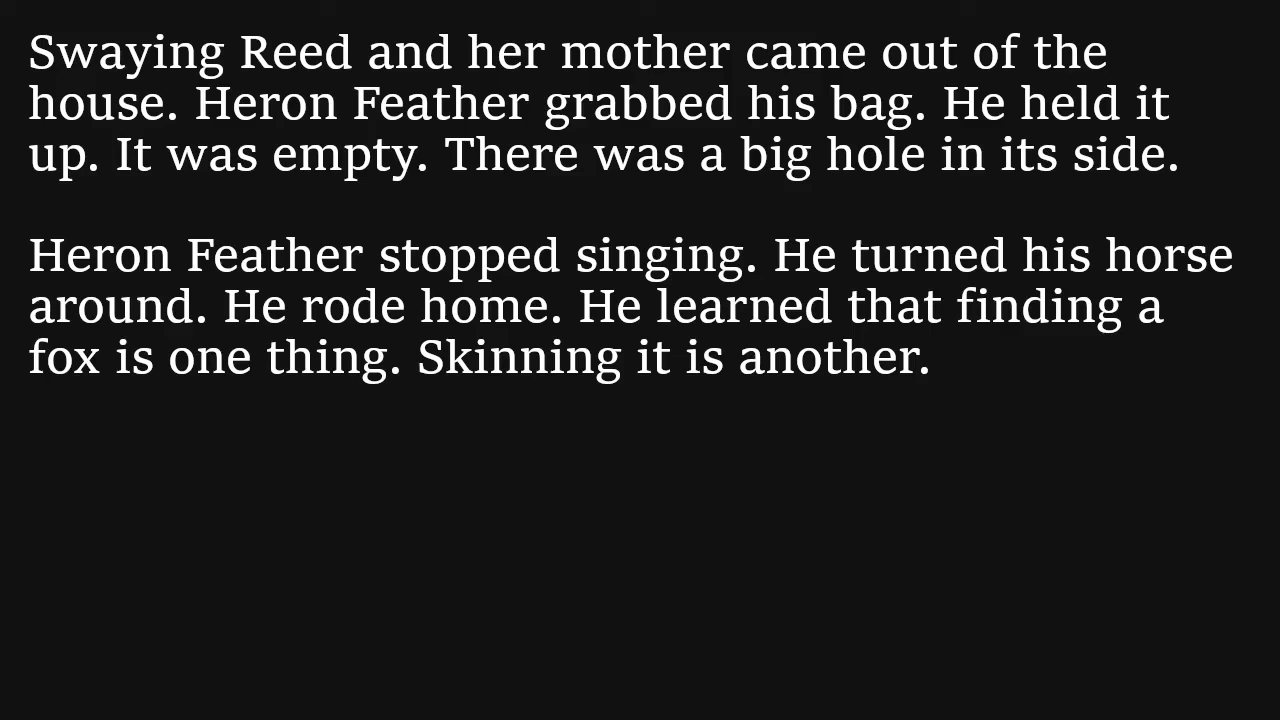 Swaying Reed and her mother came out of the
house. Heron Feather grabbed his bag. He held it
up. It was empty. There was a big hole in its side.
Heron Feather stopped singing. He turned his horse
around. He rode home. He learned that finding a
fox is one thing. Skinning it is another.